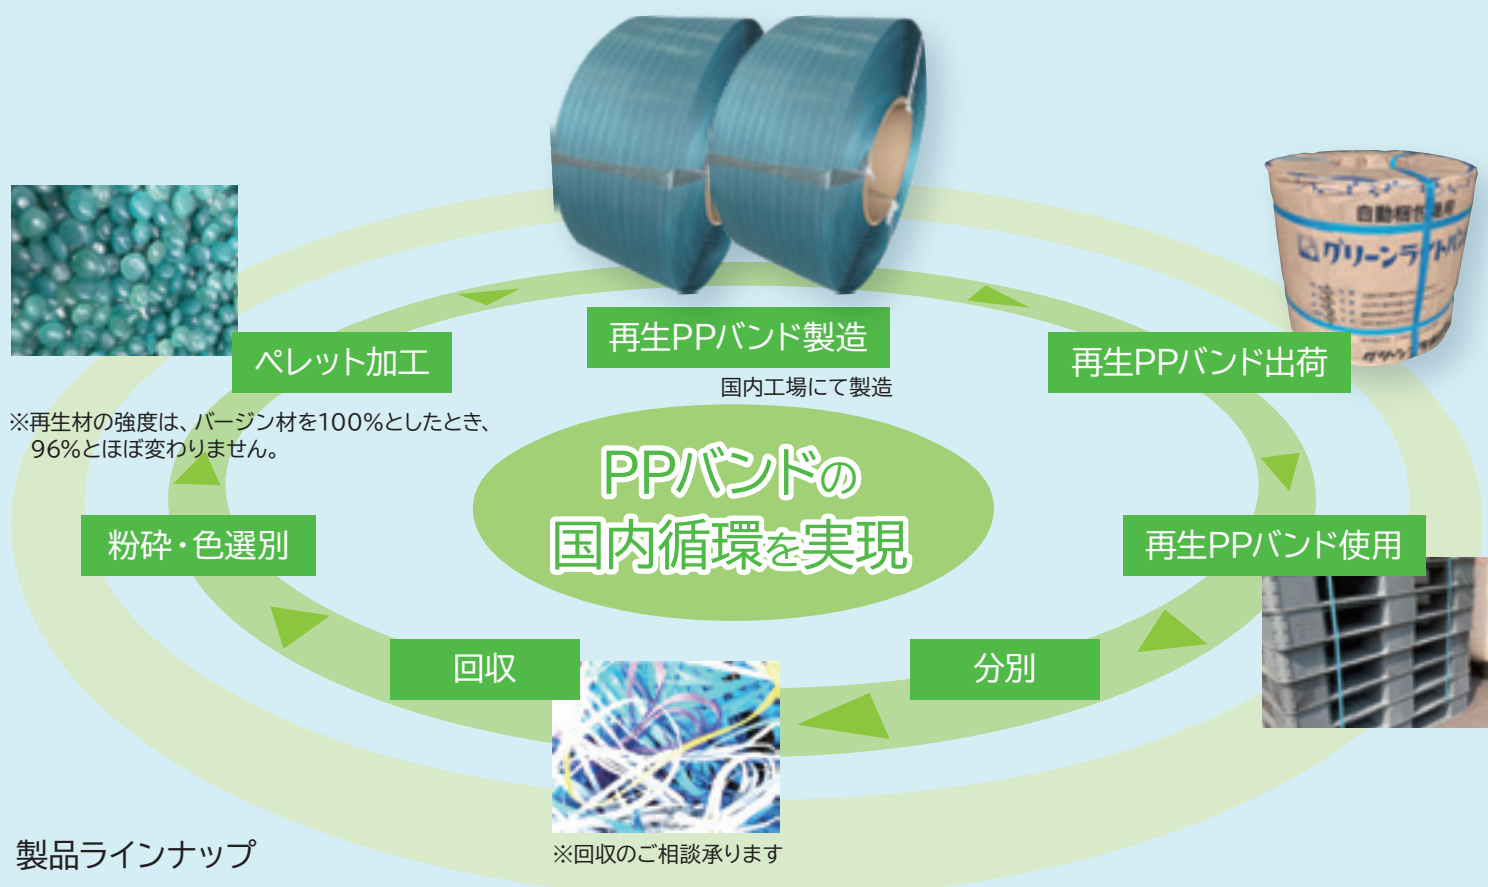 自動梱包
グリーンライト
再生PPバンド製造
国内工場にて製造
ペレット加工
再生PPバンド出荷
※再生材の強度は、バージン材を100%としたとき、
96%とほぼ変わりません。
PPバンドの
国内循環を実現
粉砕・色選別
再生PPバンド使用
回収
分別
※回収のご相談承ります
製品ラインナップ